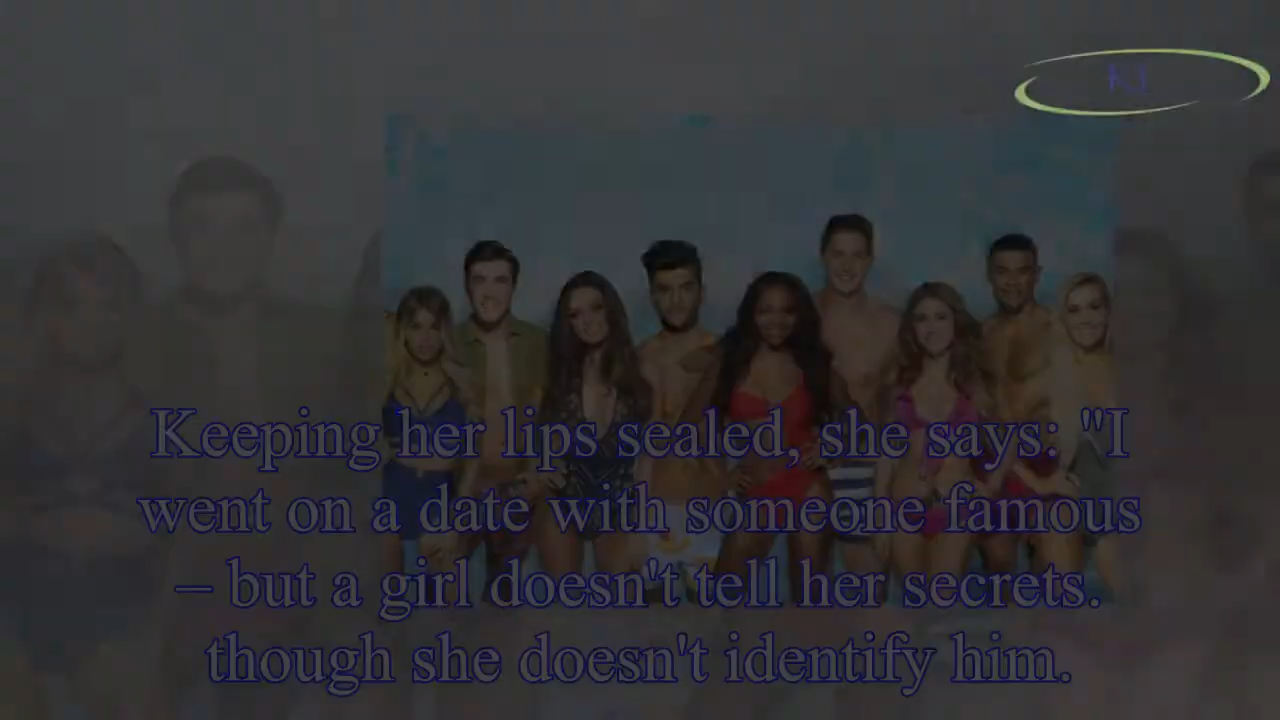 Keeping her lips sealed, she says: "I
went on a date with someone famous
– but a girl doesn't tell her secrets.
though she doesn't identify him.